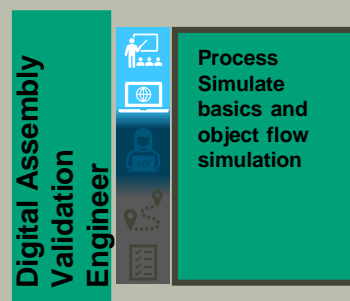 Digital Assembly
Validation
Engineer
Process
Simulate
basics and
object flow
simulation